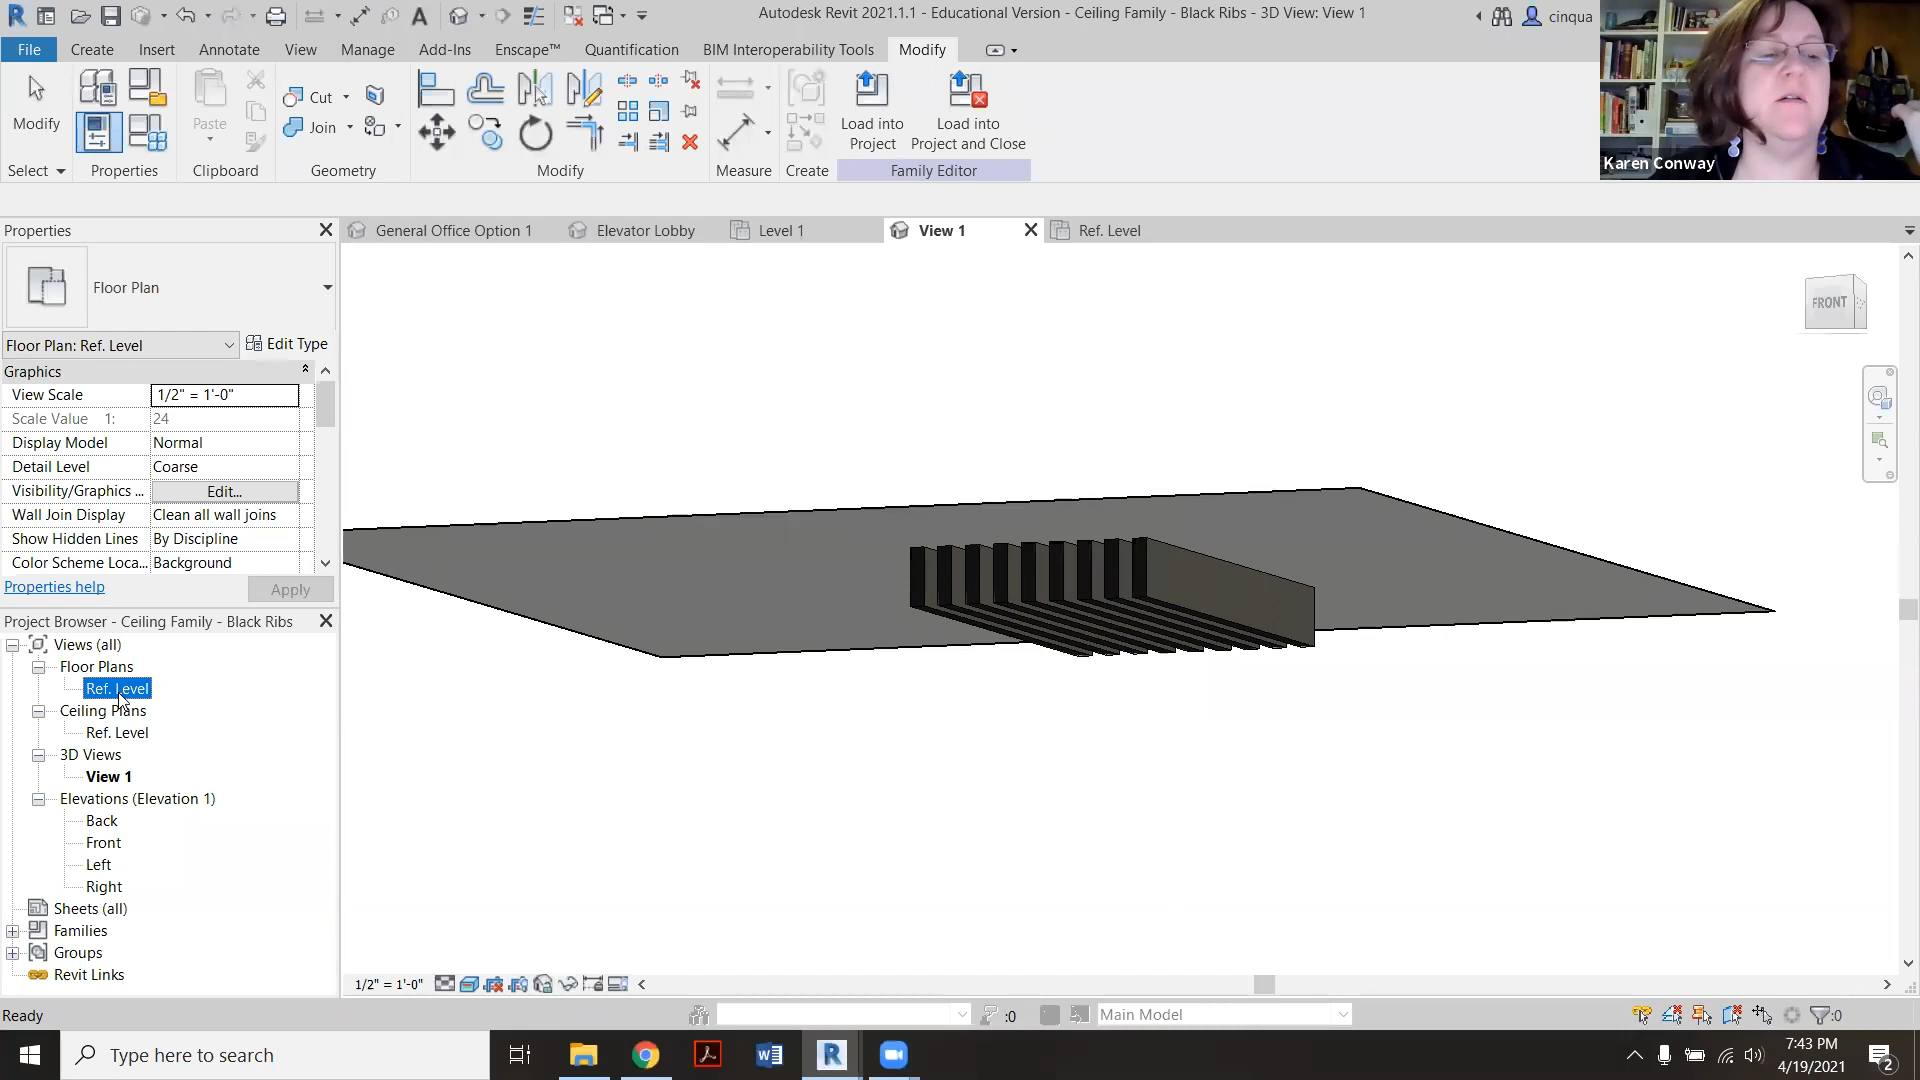 Autodesk Revit 2021.1.1 - Educational Version - Ceiling Family - Black Ribs - 3D View: View 1
cinqua
File Create Insert Annotate View Manage Add-Ins Enscape™ Quantification BIM Interoperability Tools Modify
Modify
Paste
Cut
Join
Load into Project
Load into Project and Close
Select Properties Clipboard Geometry Modify Measure Create Family Editor
Karen Conway
Properties
General Office Option 1 Elevator Lobby Level 1 View 1 Ref. Level
Floor Plan
FRONT
Floor Plan: Ref. Level Edit Type
Graphics
View Scale 1/2" = 1'-0"
Scale Value 1: 24
Display Model Normal
Detail Level Coarse
Visibility/Graphics ... Edit...
Wall Join Display Clean all wall joins
Show Hidden Lines By Discipline
Color Scheme Loca... Background
Properties help Apply
Project Browser - Ceiling Family - Black Ribs
Views (all)
Floor Plans
Ref. Level
Ceiling Plans
Ref. Level
3D Views
View 1
Elevations (Elevation 1)
Back
Front
Left
Right
Sheets (all)
Families
Groups
Revit Links
1/2" = 1'-0"
Ready :0 Main Model :0
Type here to search
7:43 PM
4/19/2021
2